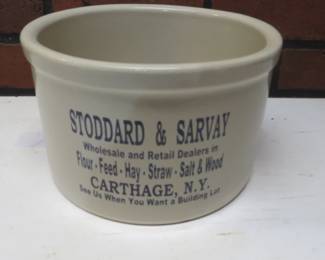 STODDARD & SARVAY
Wholesale and Retail Dealers in
Flour - Feed - Hay - Straw - Salt & Wood
CARTHAGE, N.Y.
See Us When You Want a Building Lot